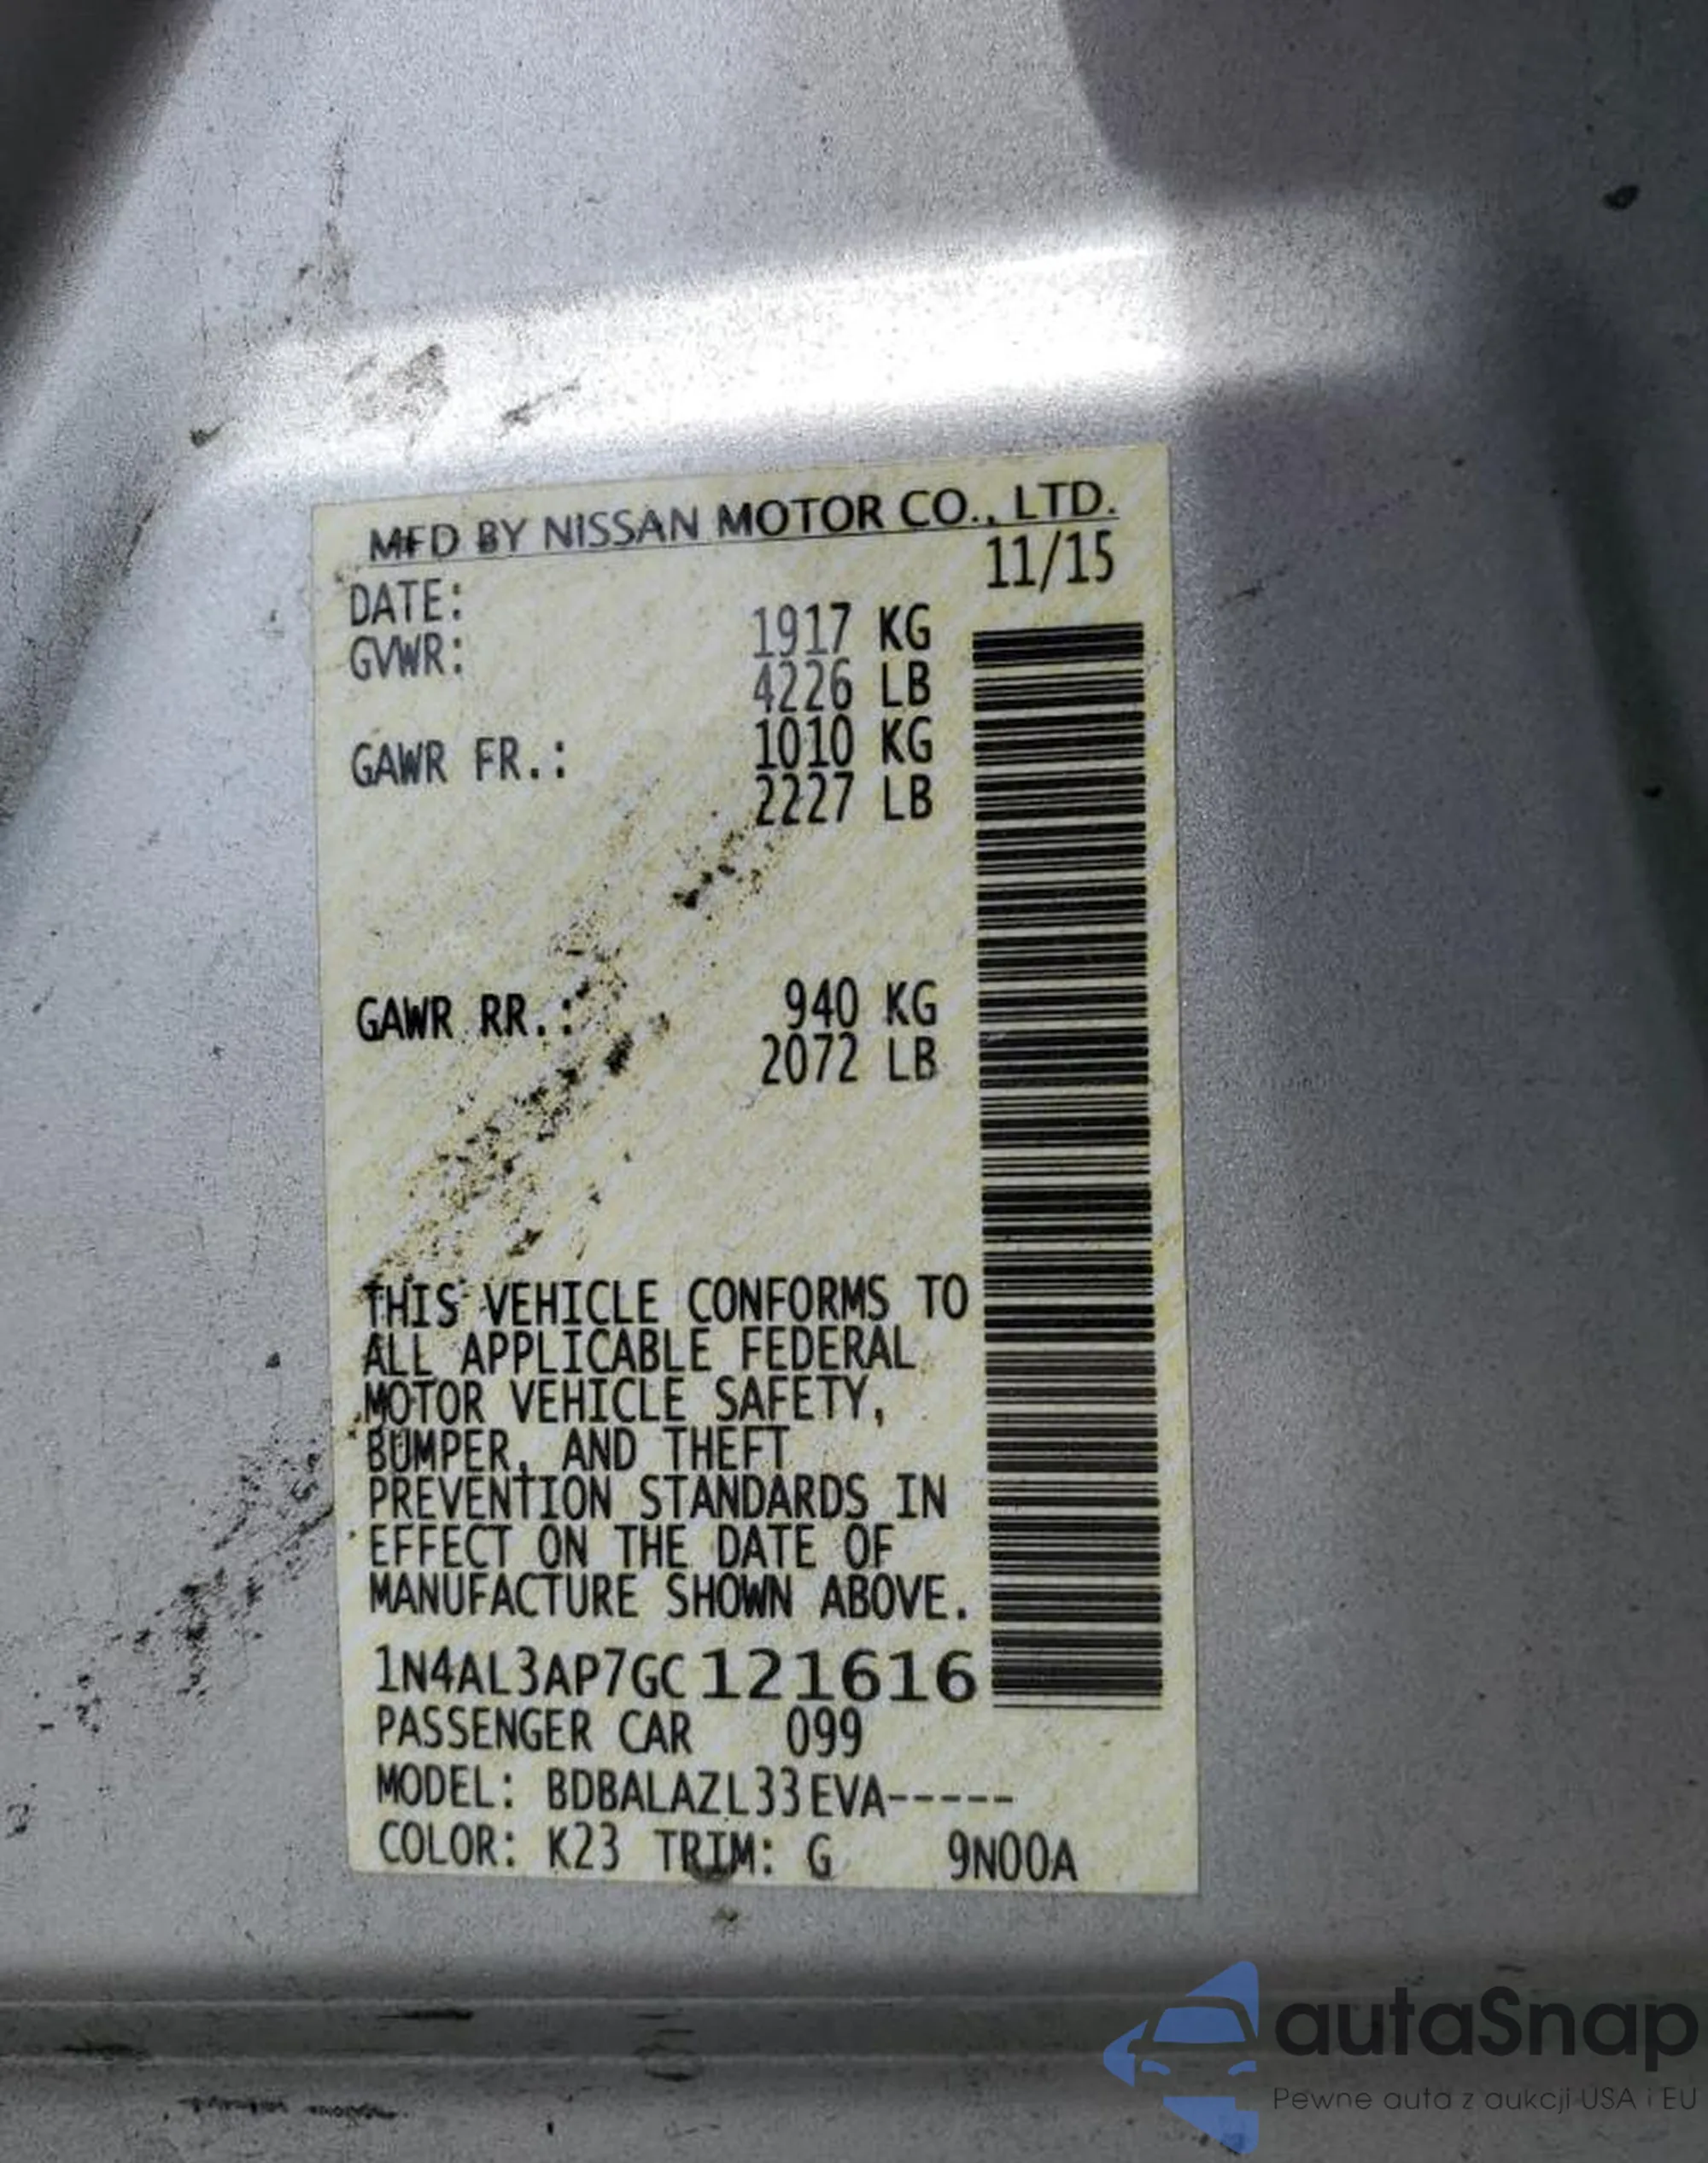 MFD BY NISSAN MOTOR CO., LTD.
DATE: 11/15
GVWR: 1917 KG
4226 LB
GAWR FR.: 1010 KG
2227 LB
GAWR RR.: 940 KG
2072 LB
THIS VEHICLE CONFORMS TO
ALL APPLICABLE FEDERAL
MOTOR VEHICLE SAFETY,
BUMPER, AND THEFT
PREVENTION STANDARDS IN
EFFECT ON THE DATE OF
MANUFACTURE SHOWN ABOVE.
1N4AL3AP7GC121616
PASSENGER CAR 099
MODEL: BDBALAZL33EVA-----
COLOR: K23 TRIM: G 9N00A
autaSnap
Pewne auta z aukcji USA i EU